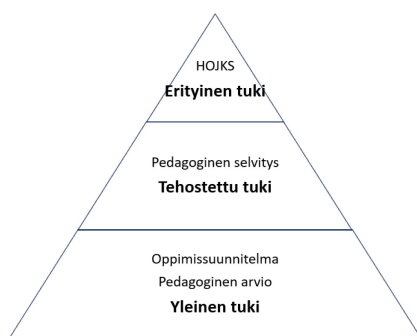 HOJKS
Erityinen tuki
Pedagoginen selvitys
Tehostettu tuki
Oppimissuunnitelma
Pedagoginen arvio
Yleinen tuki